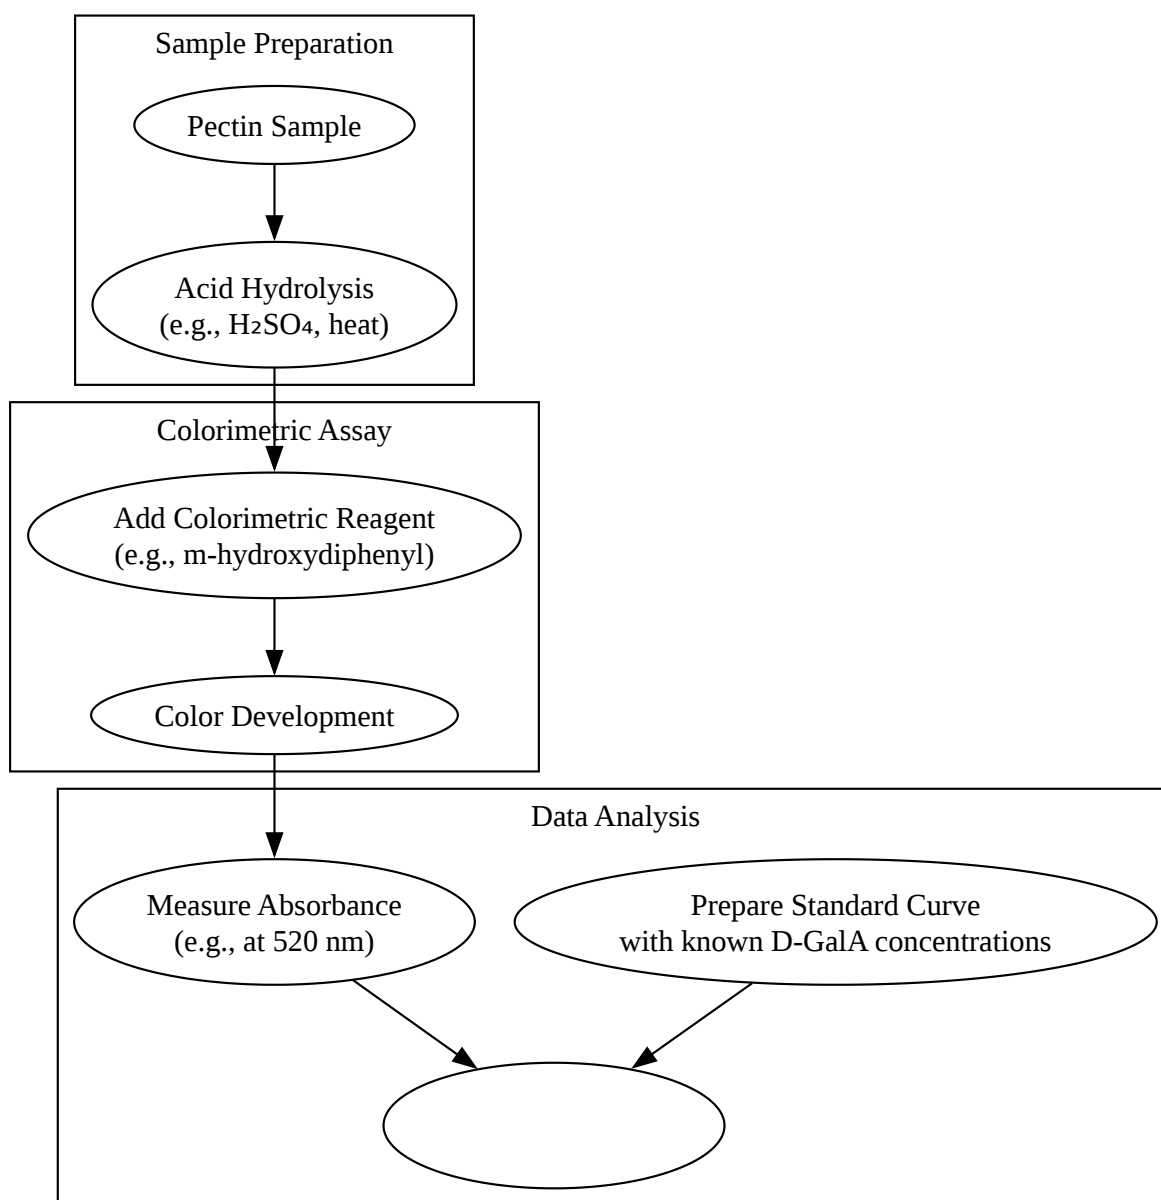 Sample Preparation
Pectin Sample
Acid Hydrolysis
(e.g., H₂SO₄, heat)
Colorimetric Assay
Add Colorimetric Reagent
(e.g., m-hydroxydiphenyl)
Color Development
Data Analysis
Measure Absorbance
(e.g., at 520 nm)
Prepare Standard Curve
with known D-GalA concentrations